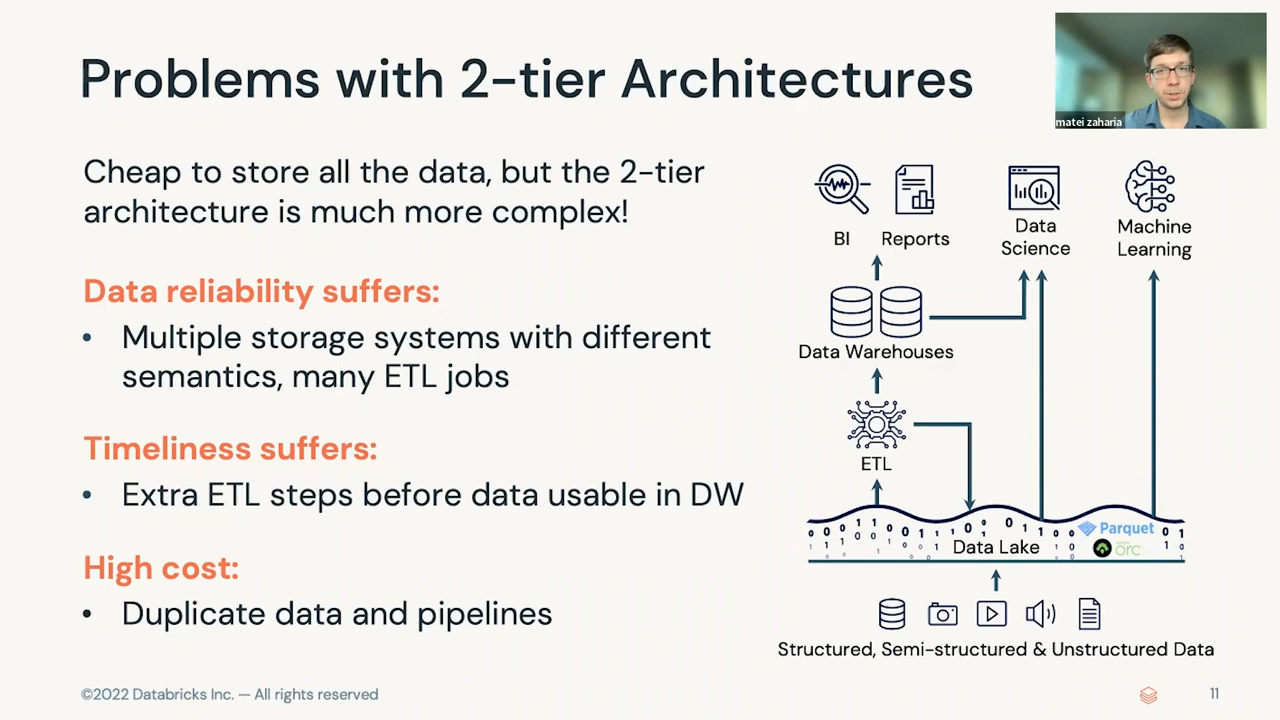 Problems with 2-tier Architectures
matei zaharia
Cheap to store all the data, but the 2-tier
architecture is much more complex!
Data reliability suffers:
• Multiple storage systems with different
semantics, many ETL jobs
Timeliness suffers:
• Extra ETL steps before data usable in DW
High cost:
• Duplicate data and pipelines
BI
Reports
Data
Science
Machine
Learning
Data Warehouses
ETL
Data Lake
Parquet
orc
Structured, Semi-structured & Unstructured Data
©2022 Databricks Inc. — All rights reserved
11